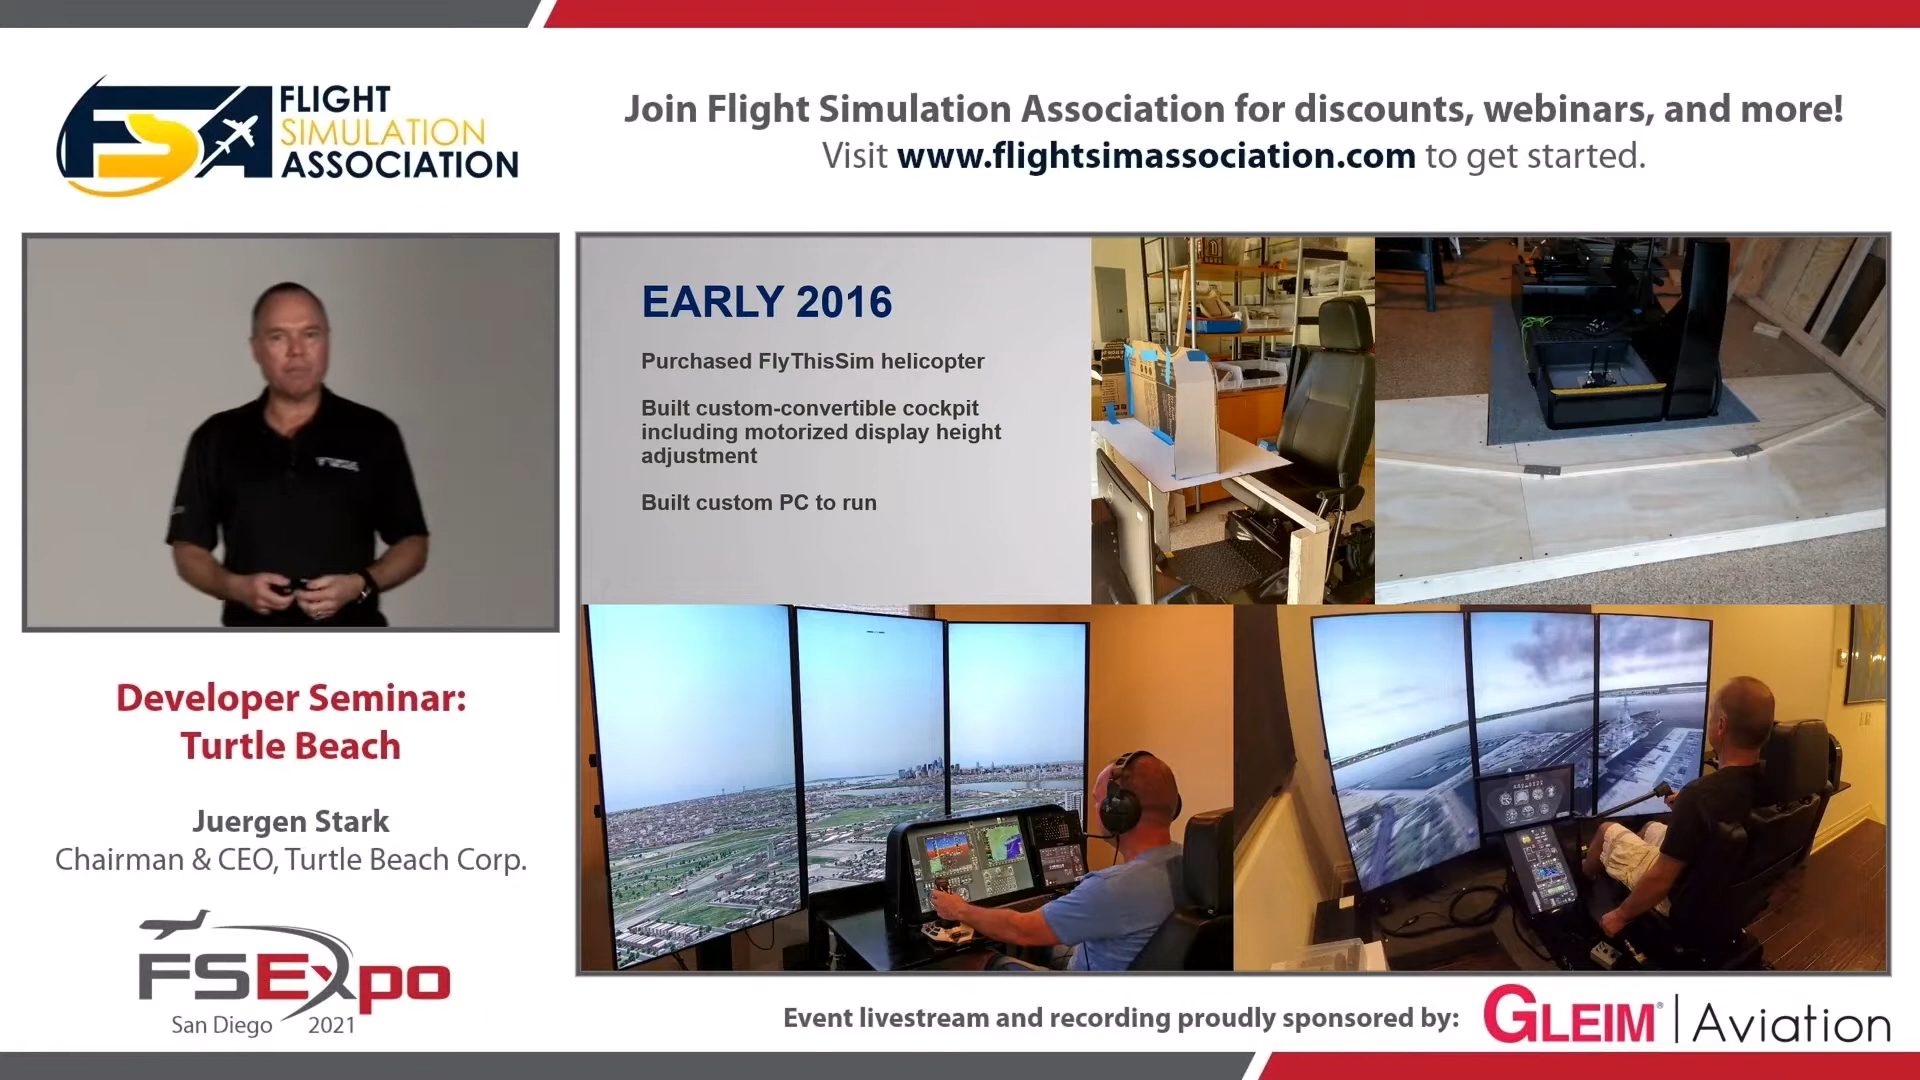 FSA
FLIGHT
SIMULATION
ASSOCIATION
Join Flight Simulation Association for discounts, webinars, and more!
Visit www.flightsimassociation.com to get started.
EARLY 2016
Purchased FlyThisSim helicopter
Built custom-convertible cockpit
including motorized display height
adjustment
Built custom PC to run
Developer Seminar:
Turtle Beach
Juergen Stark
Chairman & CEO, Turtle Beach Corp.
FSExpo
San Diego 2021
Event livestream and recording proudly sponsored by:
GLEIM® | Aviation